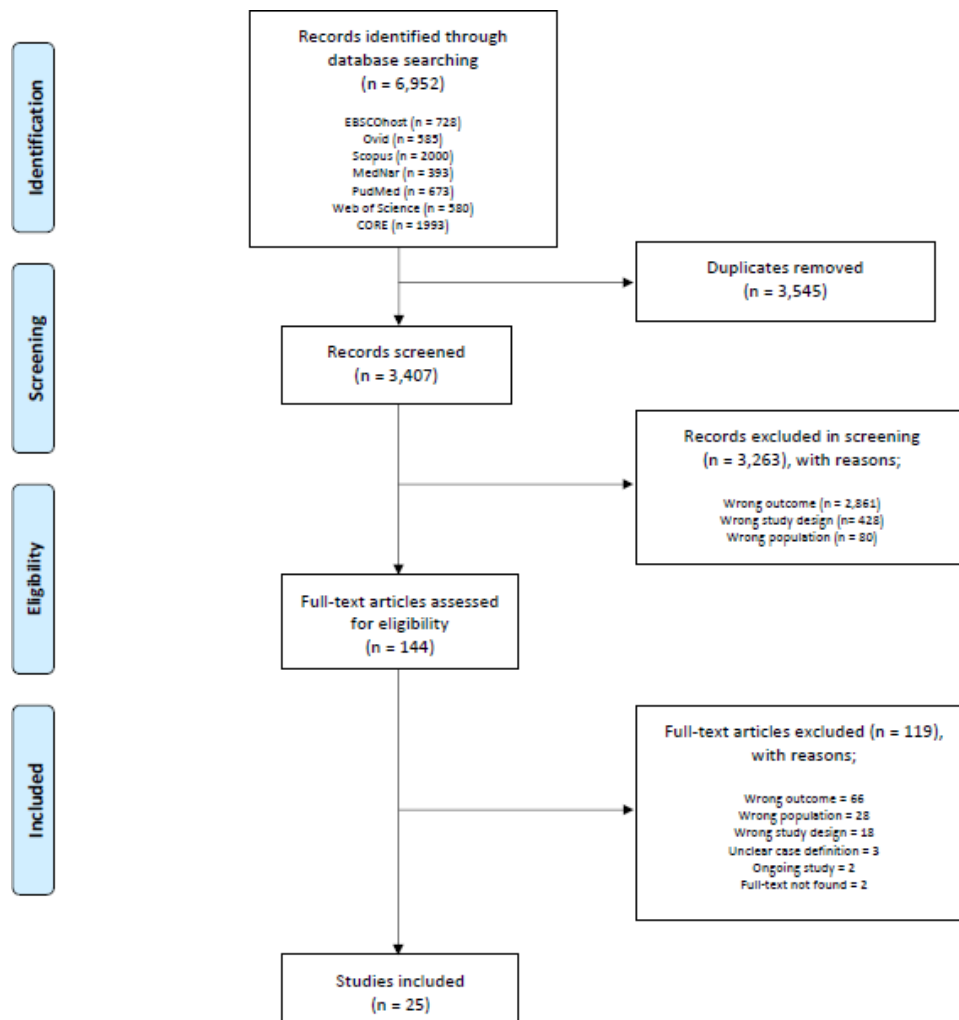 Identification
Records identified through
database searching
(n = 6,952)
EBSCOhost (n = 728)
Ovid (n = 585)
Scopus (n = 2000)
MedNar (n = 393)
PudMed (n = 673)
Web of Science (n = 580)
CORE (n = 1993)
Screening
Duplicates removed
(n = 3,545)
Records screened
(n = 3,407)
Records excluded in screening
(n = 3,263), with reasons;
Wrong outcome (n = 2,861)
Wrong study design (n= 428)
Wrong population (n = 80)
Eligibility
Full-text articles assessed
for eligibility
(n = 144)
Included
Full-text articles excluded (n = 119),
with reasons;
Wrong outcome = 66
Wrong population = 28
Wrong study design = 18
Unclear case definition = 3
Ongoing study = 2
Full-text not found = 2
Studies included
(n = 25)